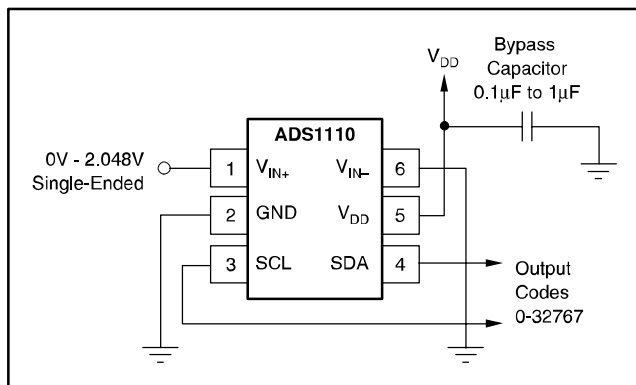 V_DD
Bypass
Capacitor
0.1µF to 1µF
ADS1110
0V - 2.048V
Single-Ended
1 V_IN+ V_IN– 6
2 GND V_DD 5
3 SCL SDA 4
Output
Codes
0-32767